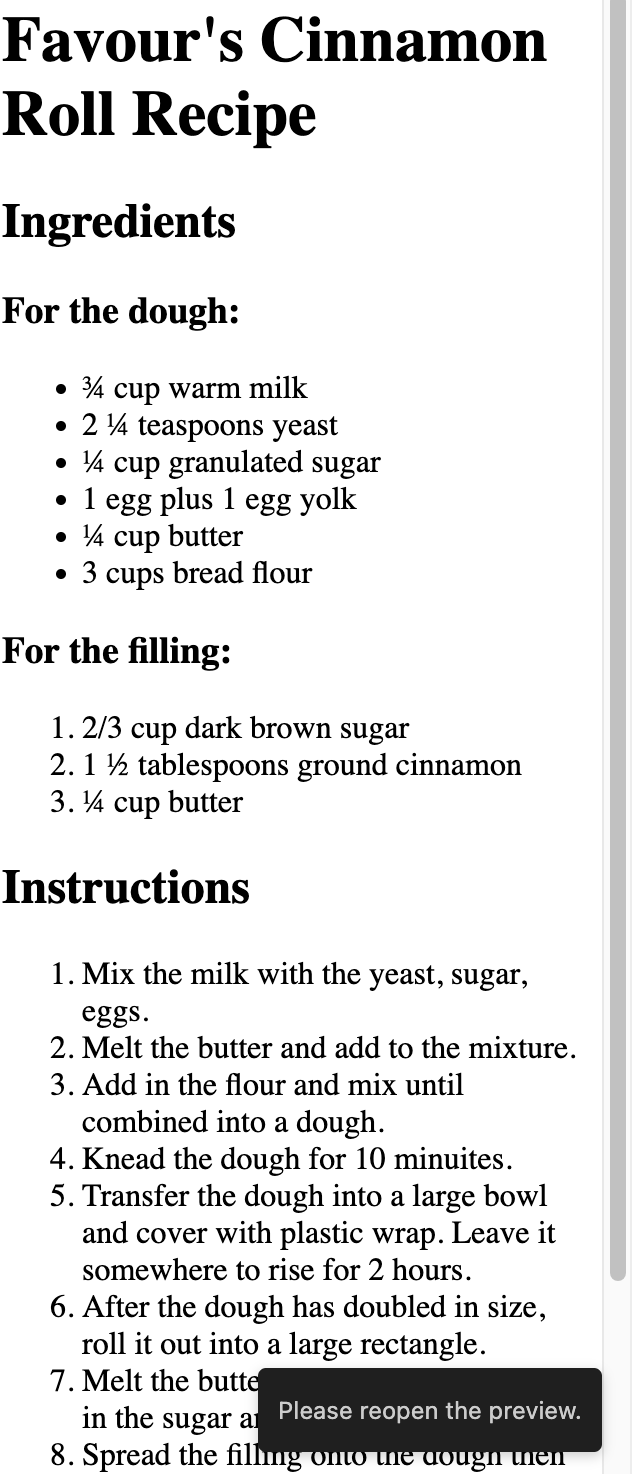 Favour's Cinnamon
Roll Recipe
Ingredients
For the dough:
• ¾ cup warm milk
• 2 ¼ teaspoons yeast
• ¼ cup granulated sugar
• 1 egg plus 1 egg yolk
• ¼ cup butter
• 3 cups bread flour
For the filling:
1. 2/3 cup dark brown sugar
2. 1 ½ tablespoons ground cinnamon
3. ¼ cup butter
Instructions
1. Mix the milk with the yeast, sugar,
eggs.
2. Melt the butter and add to the mixture.
3. Add in the flour and mix until
combined into a dough.
4. Knead the dough for 10 minuites.
5. Transfer the dough into a large bowl
and cover with plastic wrap. Leave it
somewhere to rise for 2 hours.
6. After the dough has doubled in size,
roll it out into a large rectangle.
7. Melt the
in the sugar
Please reopen the preview.
8. Spread the filling onto the dough then